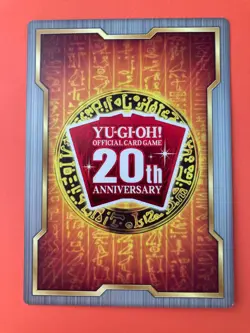 YU-GI-OH!
OFFICIAL CARD GAME
20th
ANNIVERSARY